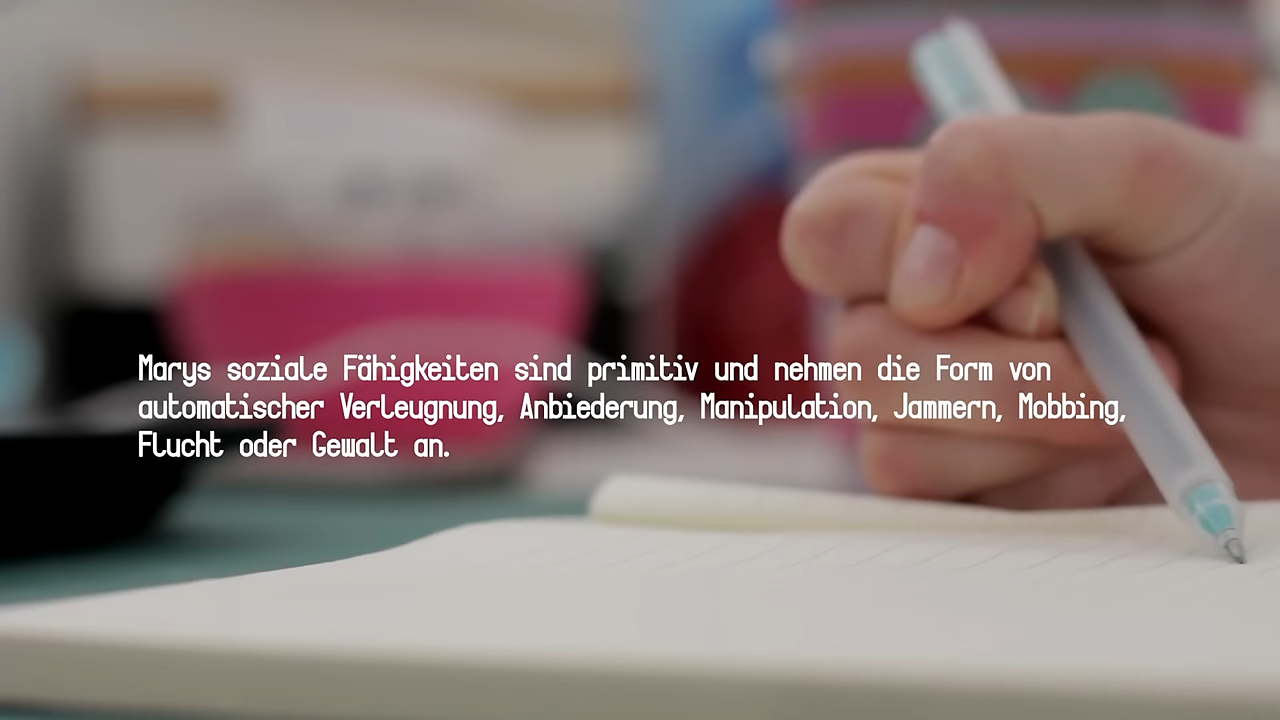 Marys soziale Fähigkeiten sind primitiv und nehmen die Form von
automatischer Verleugnung, Anbiederung, Manipulation, Jammern, Mobbing,
Flucht oder Gewalt an.